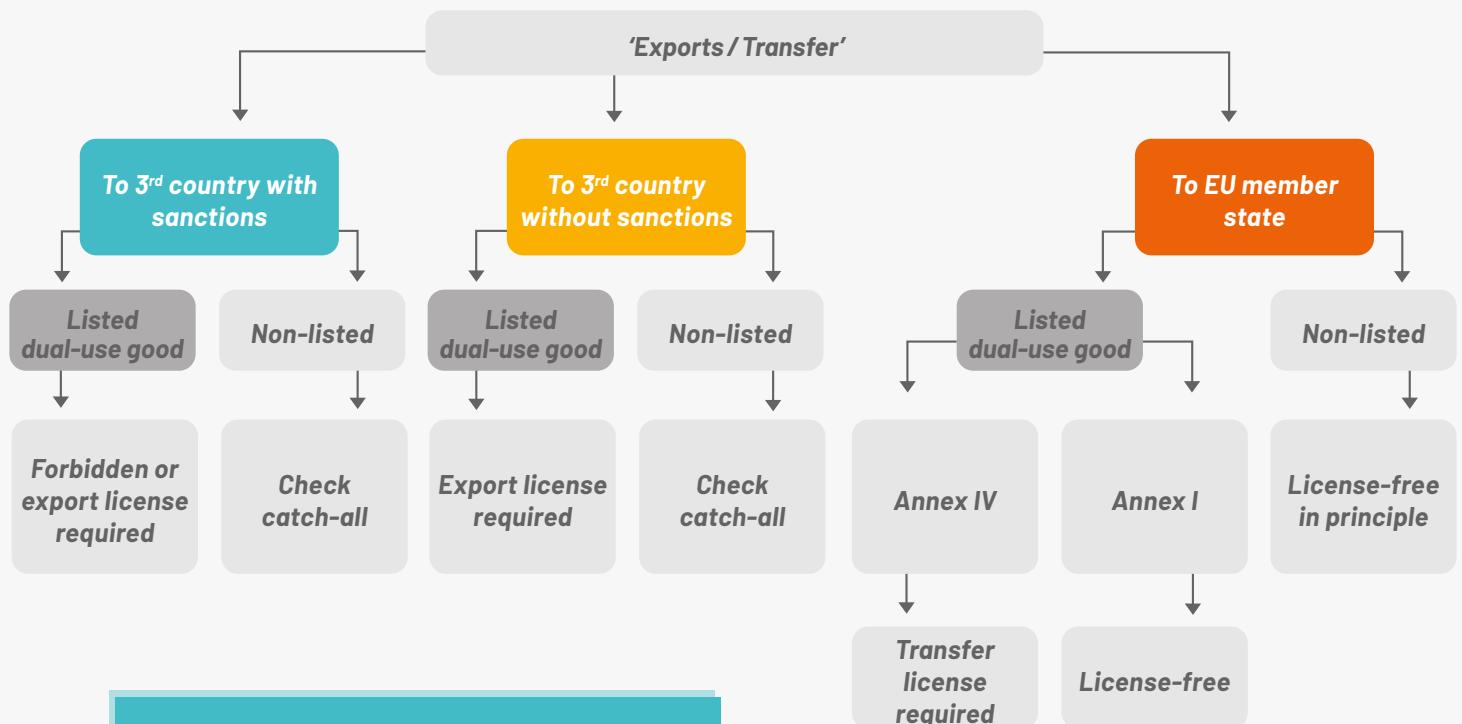 ‘Exports / Transfer’
To 3rd country with
sanctions
To 3rd country
without sanctions
To EU member
state
Listed
dual-use good
Non-listed
Listed
dual-use good
Non-listed
Listed
dual-use good
Non-listed
Forbidden or
export license
required
Check
catch-all
Export license
required
Check
catch-all
Annex IV
Annex I
License-free
in principle
Transfer
license
required
License-free